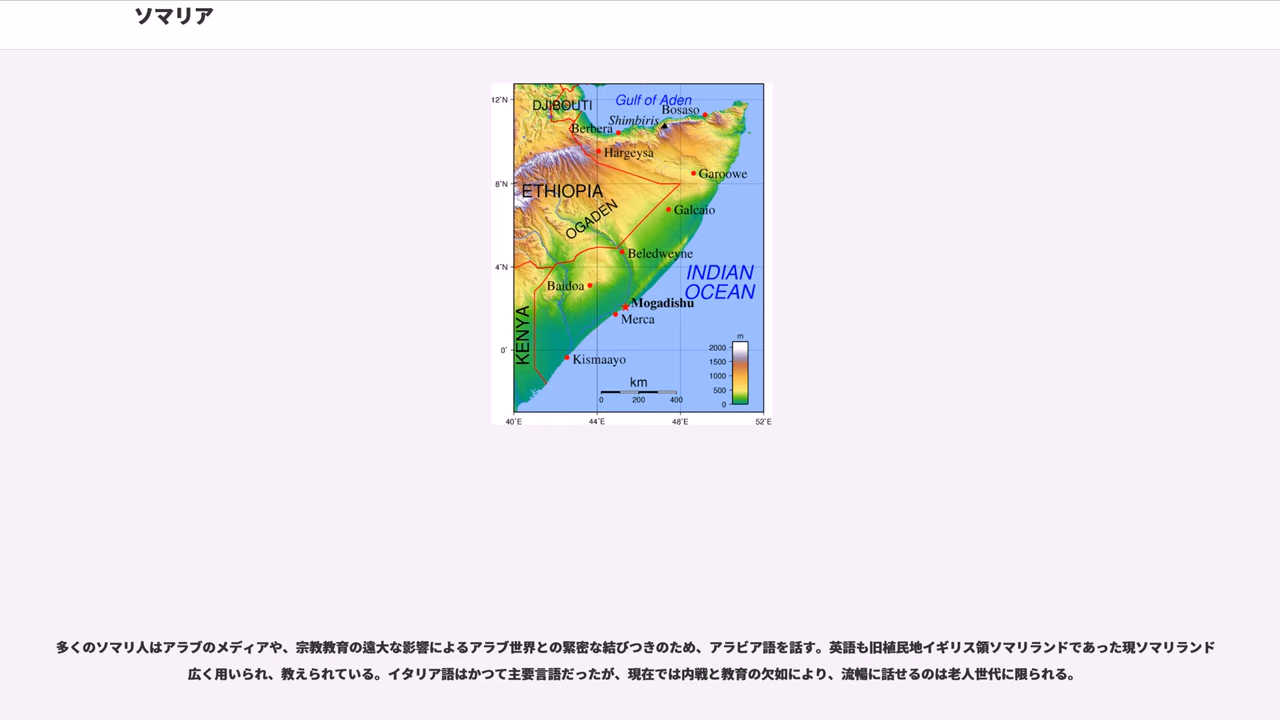 ソマリア
12°N
DJIBOUTI
Gulf of Aden
Bosaso
Shimbiris
Berbera
Hargeysa
Garoowe
8°N
ETHIOPIA
OGADEN
Galcaio
Beledweyne
4°N
INDIAN
OCEAN
Baidoa
Mogadishu
Merca
KENYA
0°
Kismaayo
m
2000
1500
1000
500
0
km
0 200 400
40°E 44°E 48°E 52°E
多くのソマリ人はアラブのメディアや、宗教教育の遠大な影響によるアラブ世界との緊密な結びつきのため、アラビア語を話す。英語も旧植民地イギリス領ソマリランドであった現ソマリランド
広く用いられ、教えられている。イタリア語はかつて主要言語だったが、現在では内戦と教育の欠如により、流暢に話せるのは老人世代に限られる。